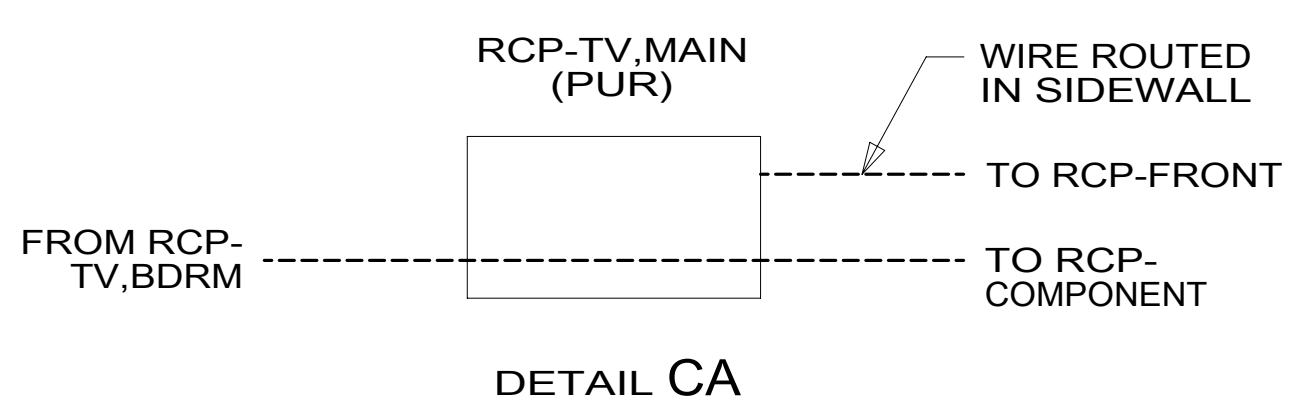 RCP-TV,MAIN
(PUR)
WIRE ROUTED
IN SIDEWALL
TO RCP-FRONT
FROM RCP-
TV,BDRM
TO RCP-
COMPONENT
DETAIL CA